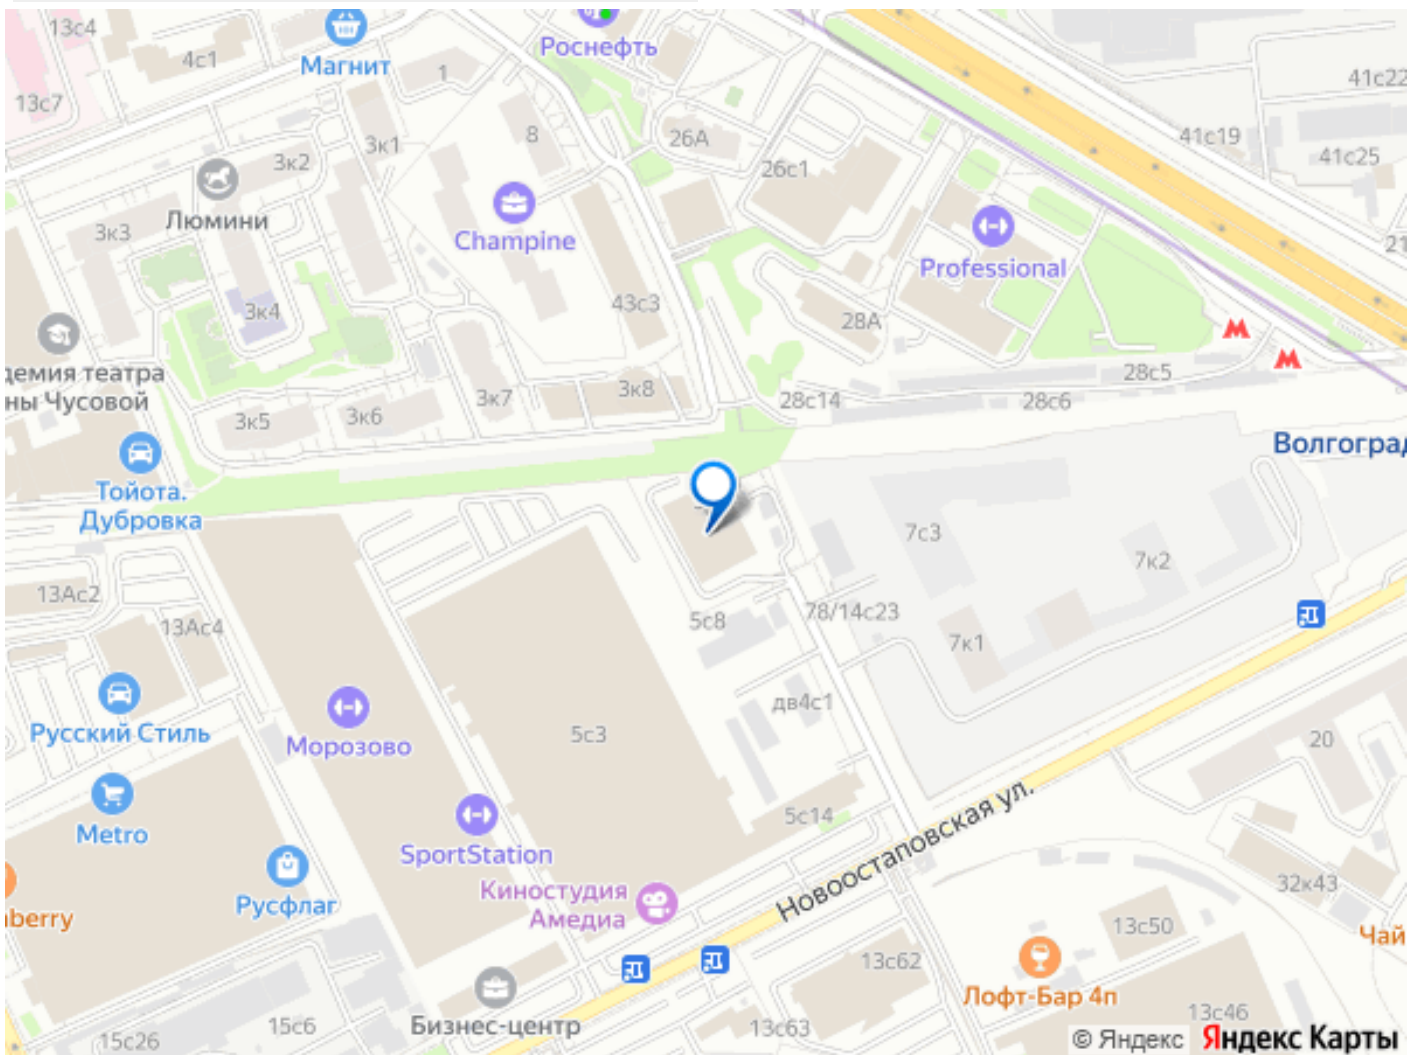 13с4
4с1
Магнит
1
Роснефть
13с7
41с22
3к2
3к1
8
26А
26с1
41с19
41с25
Люмини
3к3
Champine
Professional
21
3к4
43с3
28А
28с5
демия театра
ны Чусовой
3к5
3к6
3к7
3к8
28с14
28с6
Волгоград
Тойота.
Дубровка
7с3
7к2
13Ас2
13Ас4
5с8
78/14с23
7к1
Русский Стиль
Морозово
5с3
дв4с1
20
Metro
SportStation
5с14
Новоостаповская ул.
Русфлаг
Киностудия
Амедиа
32к43
berry
13с50
Чай
13с62
Лофт-Бар 4п
Бизнес-центр
15с26
15с6
13с63
13с46
© Яндекс Яндекс Карты